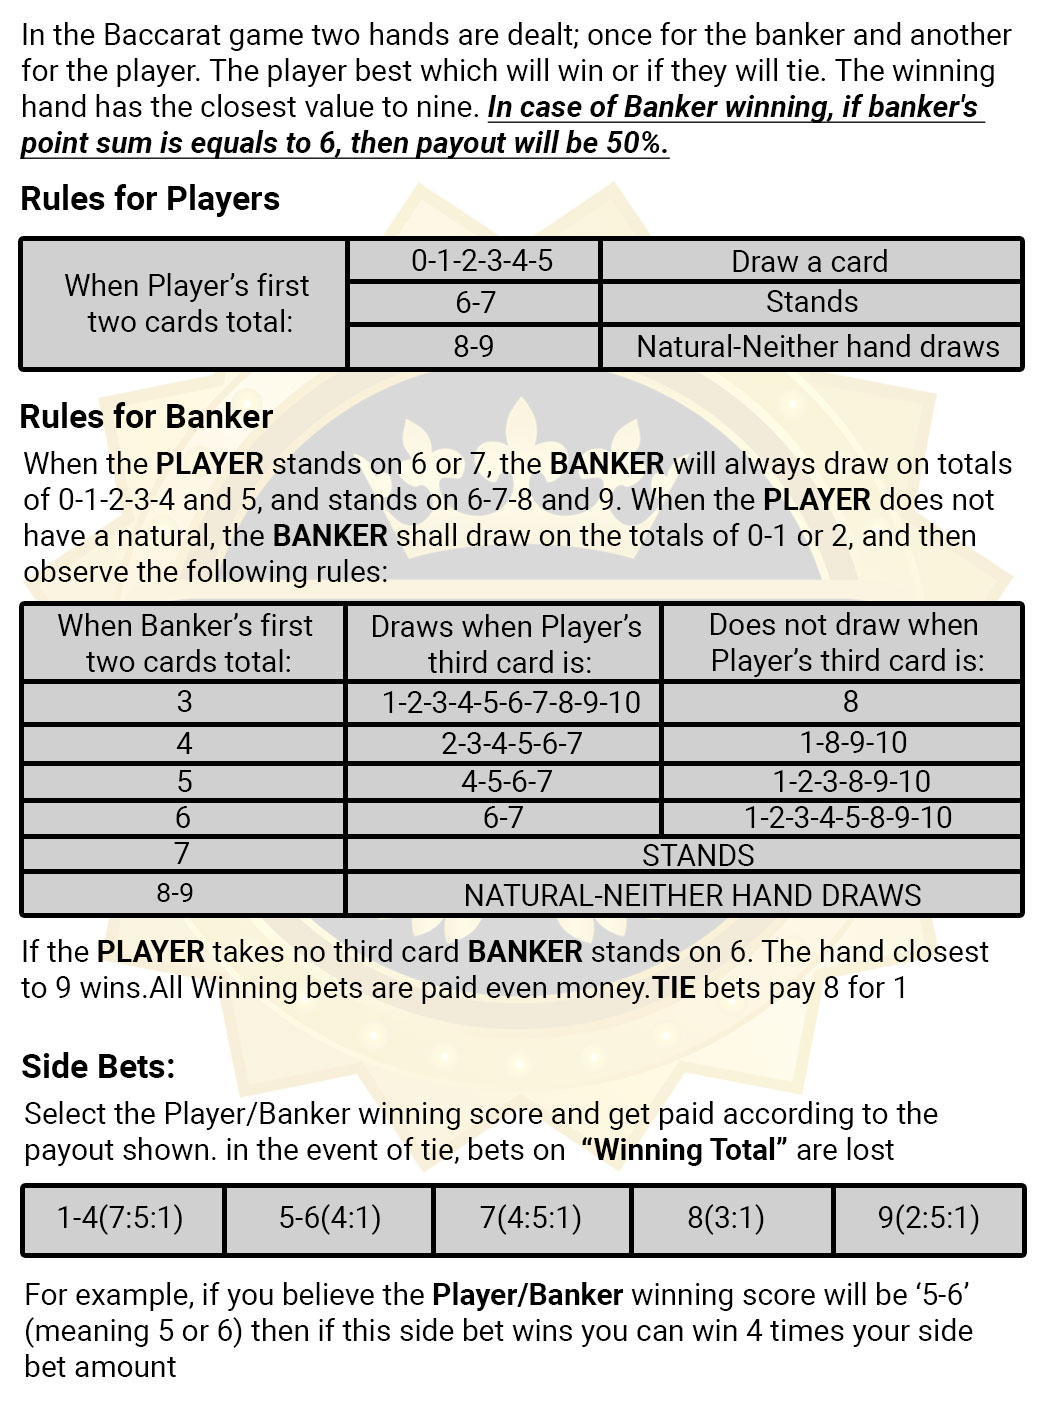 In the Baccarat game two hands are dealt; once for the banker and another
for the player. The player best which will win or if they will tie. The winning
hand has the closest value to nine. In case of Banker winning, if banker's
point sum is equals to 6, then payout will be 50%.
Rules for Players
When Player's first
two cards total:
0-1-2-3-4-5 Draw a card
6-7 Stands
8-9 Natural-Neither hand draws
Rules for Banker
When the PLAYER stands on 6 or 7, the BANKER will always draw on totals
of 0-1-2-3-4 and 5, and stands on 6-7-8 and 9. When the PLAYER does not
have a natural, the BANKER shall draw on the totals of 0-1 or 2, and then
observe the following rules:
When Banker's first Draws when Player's Does not draw when
two cards total: third card is: Player's third card is:
3 1-2-3-4-5-6-7-8-9-10 8
4 2-3-4-5-6-7 1-8-9-10
5 4-5-6-7 1-2-3-8-9-10
6 6-7 1-2-3-4-5-8-9-10
7 STANDS
8-9 NATURAL-NEITHER HAND DRAWS
If the PLAYER takes no third card BANKER stands on 6. The hand closest
to 9 wins.All Winning bets are paid even money.TIE bets pay 8 for 1
Side Bets:
Select the Player/Banker winning score and get paid according to the
payout shown. in the event of tie, bets on “Winning Total” are lost
1-4(7:5:1) 5-6(4:1) 7(4:5:1) 8(3:1) 9(2:5:1)
For example, if you believe the Player/Banker winning score will be ‘5-6’
(meaning 5 or 6) then if this side bet wins you can win 4 times your side
bet amount